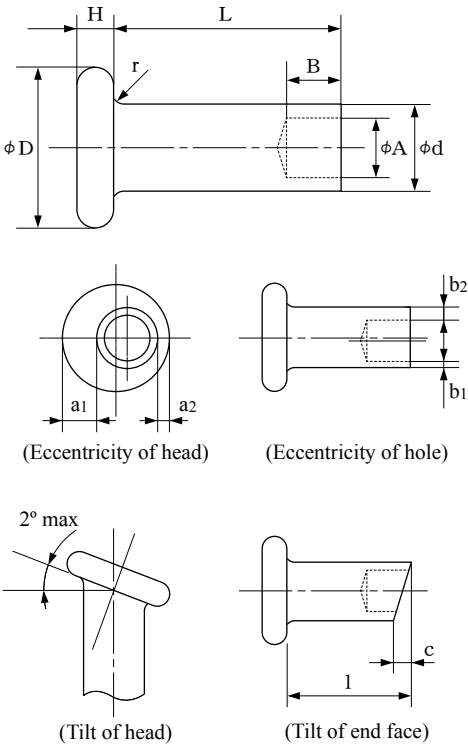 H L
r
B
φD
φA φd
b2
a1 a2
b1
(Eccentricity of head) (Eccentricity of hole)
2° max
c
l
(Tilt of head) (Tilt of end face)